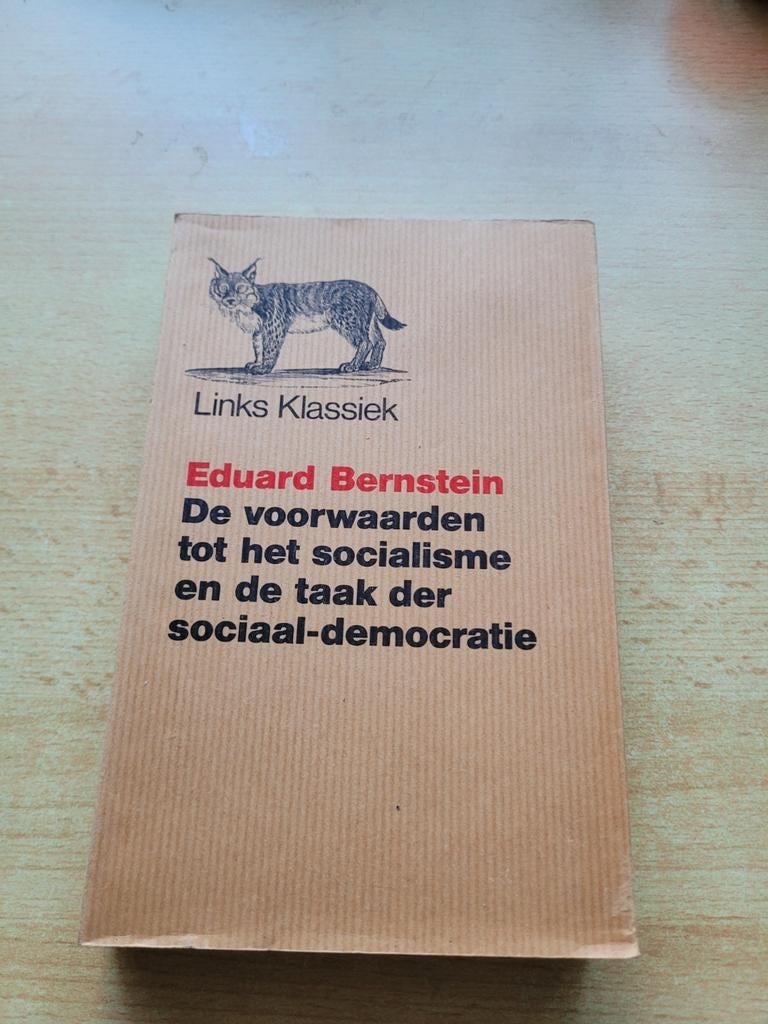 Links Klassiek
Eduard Bernstein
De voorwaarden
tot het socialisme
en de taak der
sociaal-democratie